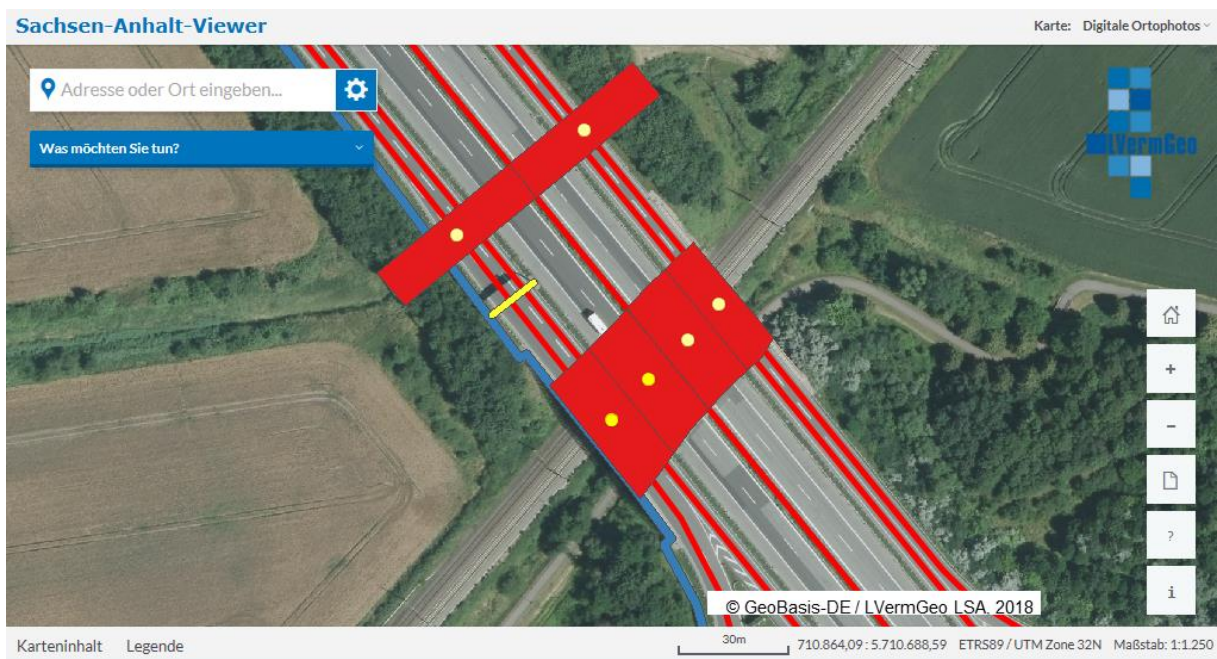 Sachsen-Anhalt-Viewer
Karte: Digitale Ortophotos
Adresse oder Ort eingeben...
Was möchten Sie tun?
LVermGeo
+
-
?
i
© GeoBasis-DE / LVermGeo LSA, 2018
Karteninhalt Legende 30m 710.864,09 : 5.710.688,59 ETRS89 / UTM Zone 32N Maßstab: 1:1.250